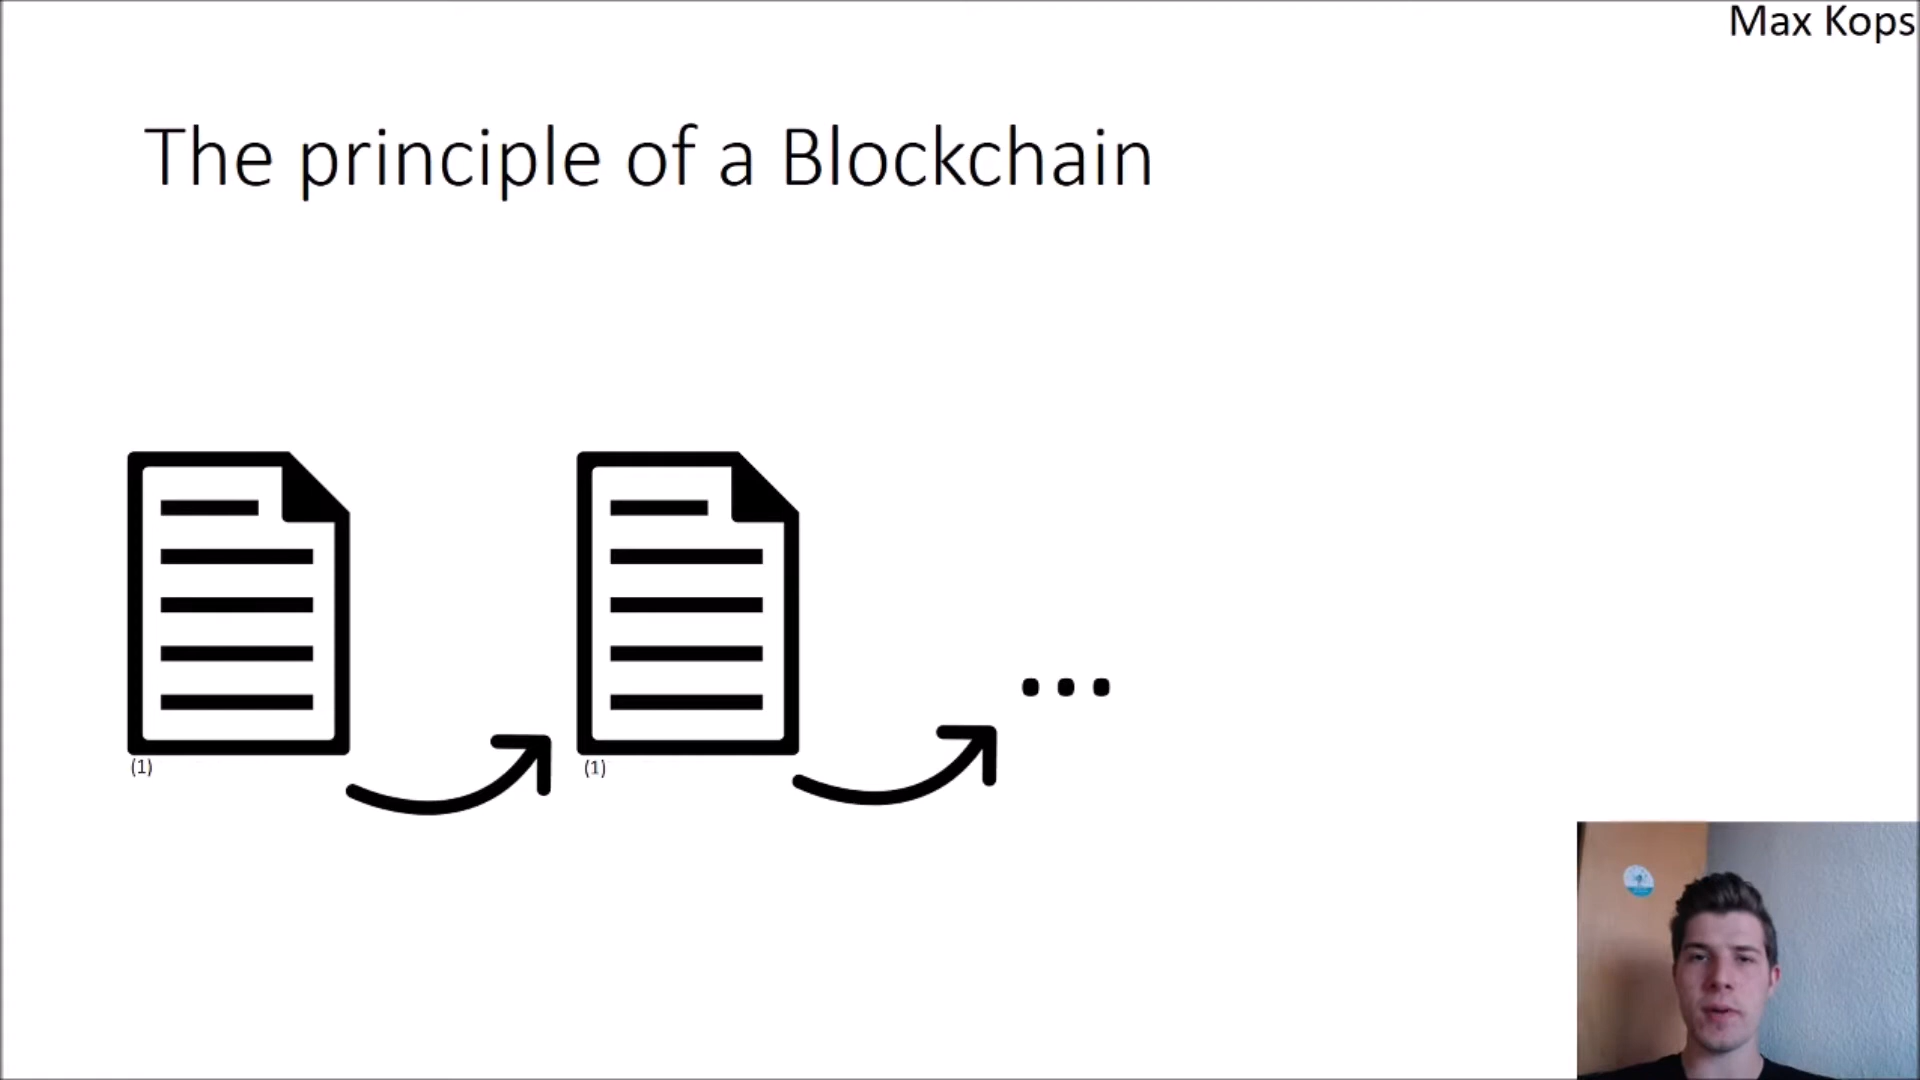 Max Kops
The principle of a Blockchain
...
(1)
(1)